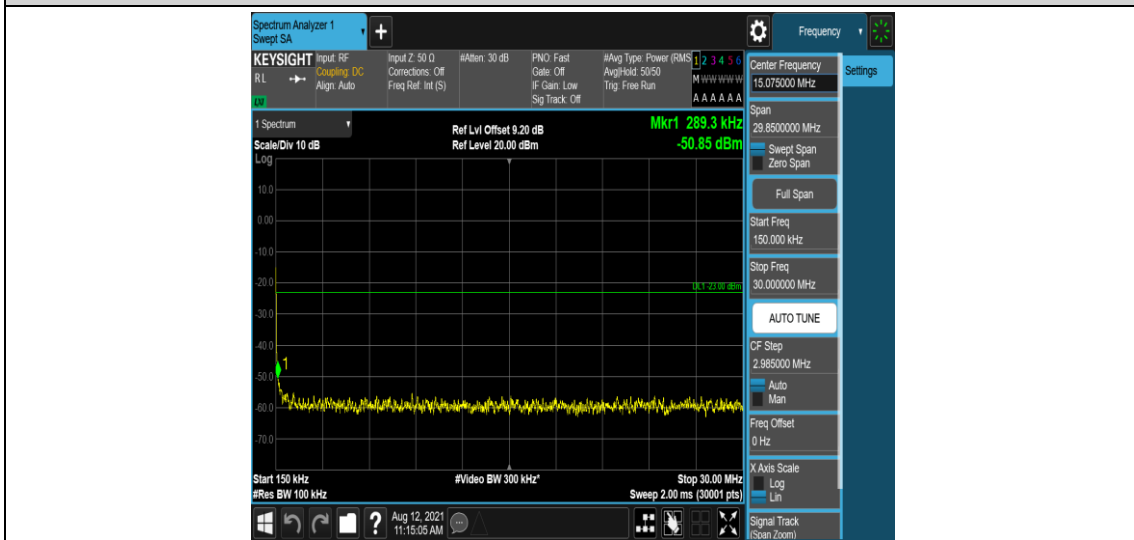 Spectrum Analyzer 1
Swept SA
Frequency
KEYSIGHT
RL
Input: RF
Coupling: DC
Align: Auto
Input Z: 50 Ω
Corrections: Off
Freq Ref: Int (S)
#Atten: 30 dB
PNO: Fast
Gate: Off
IF Gain: Low
Sig Track: Off
#Avg Type: Power (RMS
Avg|Hold: 50/50
Trig: Free Run
1 2 3 4 5 6
M W W W W W
A A A A A A
1 Spectrum
Scale/Div 10 dB
Ref Lvl Offset 9.20 dB
Ref Level 20.00 dBm
Mkr1 289.3 kHz
-50.85 dBm
Log
10.0
0.00
-10.0
-20.0
DL1 -23.00 dBm
-30.0
-40.0
1
-50.0
-60.0
-70.0
Start 150 kHz
#Video BW 300 kHz*
Stop 30.00 MHz
#Res BW 100 kHz
Sweep 2.00 ms (30001 pts)
Aug 12, 2021
11:15:05 AM
Center Frequency
15.075000 MHz
Settings
Span
29.8500000 MHz
Swept Span
Zero Span
Full Span
Start Freq
150.000 kHz
Stop Freq
30.000000 MHz
AUTO TUNE
CF Step
2.985000 MHz
Auto
Man
Freq Offset
0 Hz
X Axis Scale
Log
Lin
Signal Track
(Span Zoom)